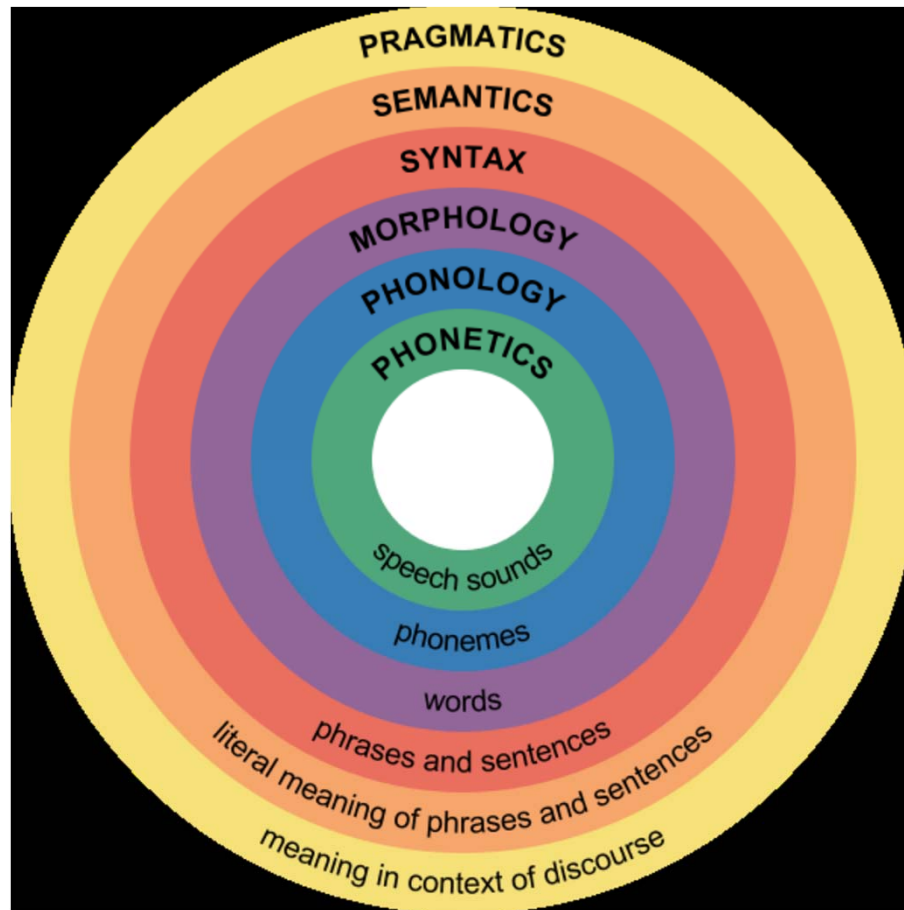 PRAGMATICS
SEMANTICS
SYNTAX
MORPHOLOGY
PHONOLOGY
PHONETICS
speech sounds
phonemes
words
phrases and sentences
literal meaning of phrases and sentences
meaning in context of discourse